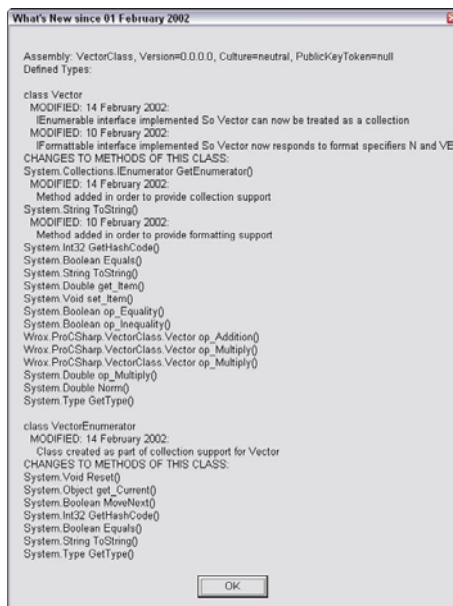 What's New since 01 February 2002
Assembly: VectorClass, Version=0.0.0.0, Culture=neutral, PublicKeyToken=null
Defined Types:
class Vector
MODIFIED: 14 February 2002:
IEnumerable interface implemented So Vector can now be treated as a collection
MODIFIED: 10 February 2002:
IFormattable interface implemented So Vector now responds to format specifiers N and VE
CHANGES TO METHODS OF THIS CLASS:
System.Collections.IEnumerator GetEnumerator()
MODIFIED: 14 February 2002:
Method added in order to provide collection support
System.String ToString()
MODIFIED: 10 February 2002:
Method added in order to provide formatting support
System.Int32 GetHashCode()
System.Boolean Equals()
System.String ToString()
System.Double get_Item()
System.Void set_Item()
System.Boolean op_Equality()
System.Boolean op_Inequality()
Wrox.ProCSharp.VectorClass.Vector op_Addition()
Wrox.ProCSharp.VectorClass.Vector op_Multiply()
Wrox.ProCSharp.VectorClass.Vector op_Multiply()
System.Double op_Multiply()
System.Double Norm()
System.Type GetType()
class VectorEnumerator
MODIFIED: 14 February 2002:
Class created as part of collection support for Vector
CHANGES TO METHODS OF THIS CLASS:
System.Void Reset()
System.Object get_Current()
System.Boolean MoveNext()
System.Int32 GetHashCode()
System.Boolean Equals()
System.String ToString()
System.Type GetType()
OK